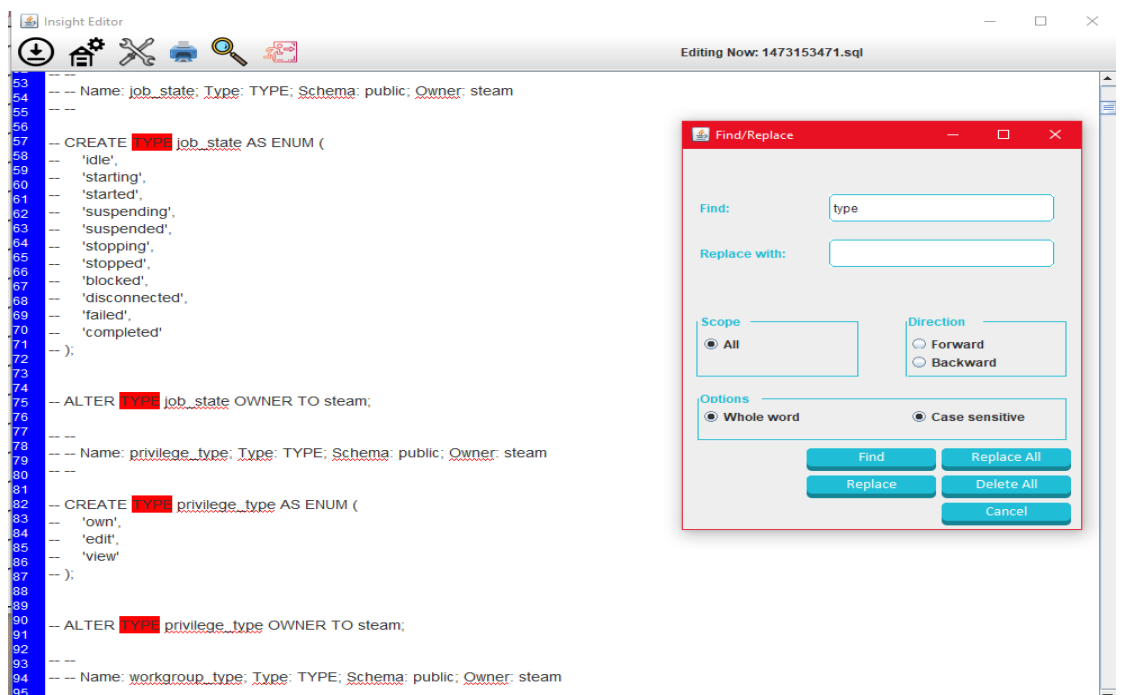 Insight Editor
Editing Now: 1473153471.sql
53
54
55
56
57
58
59
60
61
62
63
64
65
66
67
68
69
70
71
72
73
74
75
76
77
78
79
80
81
82
83
84
85
86
87
88
89
90
91
92
93
94
95
-- --
-- -- Name: job_state; Type: TYPE; Schema: public; Owner: steam
-- --
-- CREATE TYPE job_state AS ENUM (
-- 'idle',
-- 'starting',
-- 'started',
-- 'suspending',
-- 'suspended',
-- 'stopping',
-- 'stopped',
-- 'blocked',
-- 'disconnected',
-- 'failed',
-- 'completed'
-- );
-- ALTER TYPE job_state OWNER TO steam;
-- --
-- -- Name: privilege_type; Type: TYPE; Schema: public; Owner: steam
-- --
-- CREATE TYPE privilege_type AS ENUM (
-- 'own',
-- 'edit',
-- 'view'
-- );
-- ALTER TYPE privilege_type OWNER TO steam;
-- --
-- -- Name: workgroup_type; Type: TYPE; Schema: public; Owner: steam
Find/Replace
Find: type
Replace with:
Scope
All
Direction
Forward
Backward
Options
Whole word Case sensitive
Find Replace All
Replace Delete All
Cancel